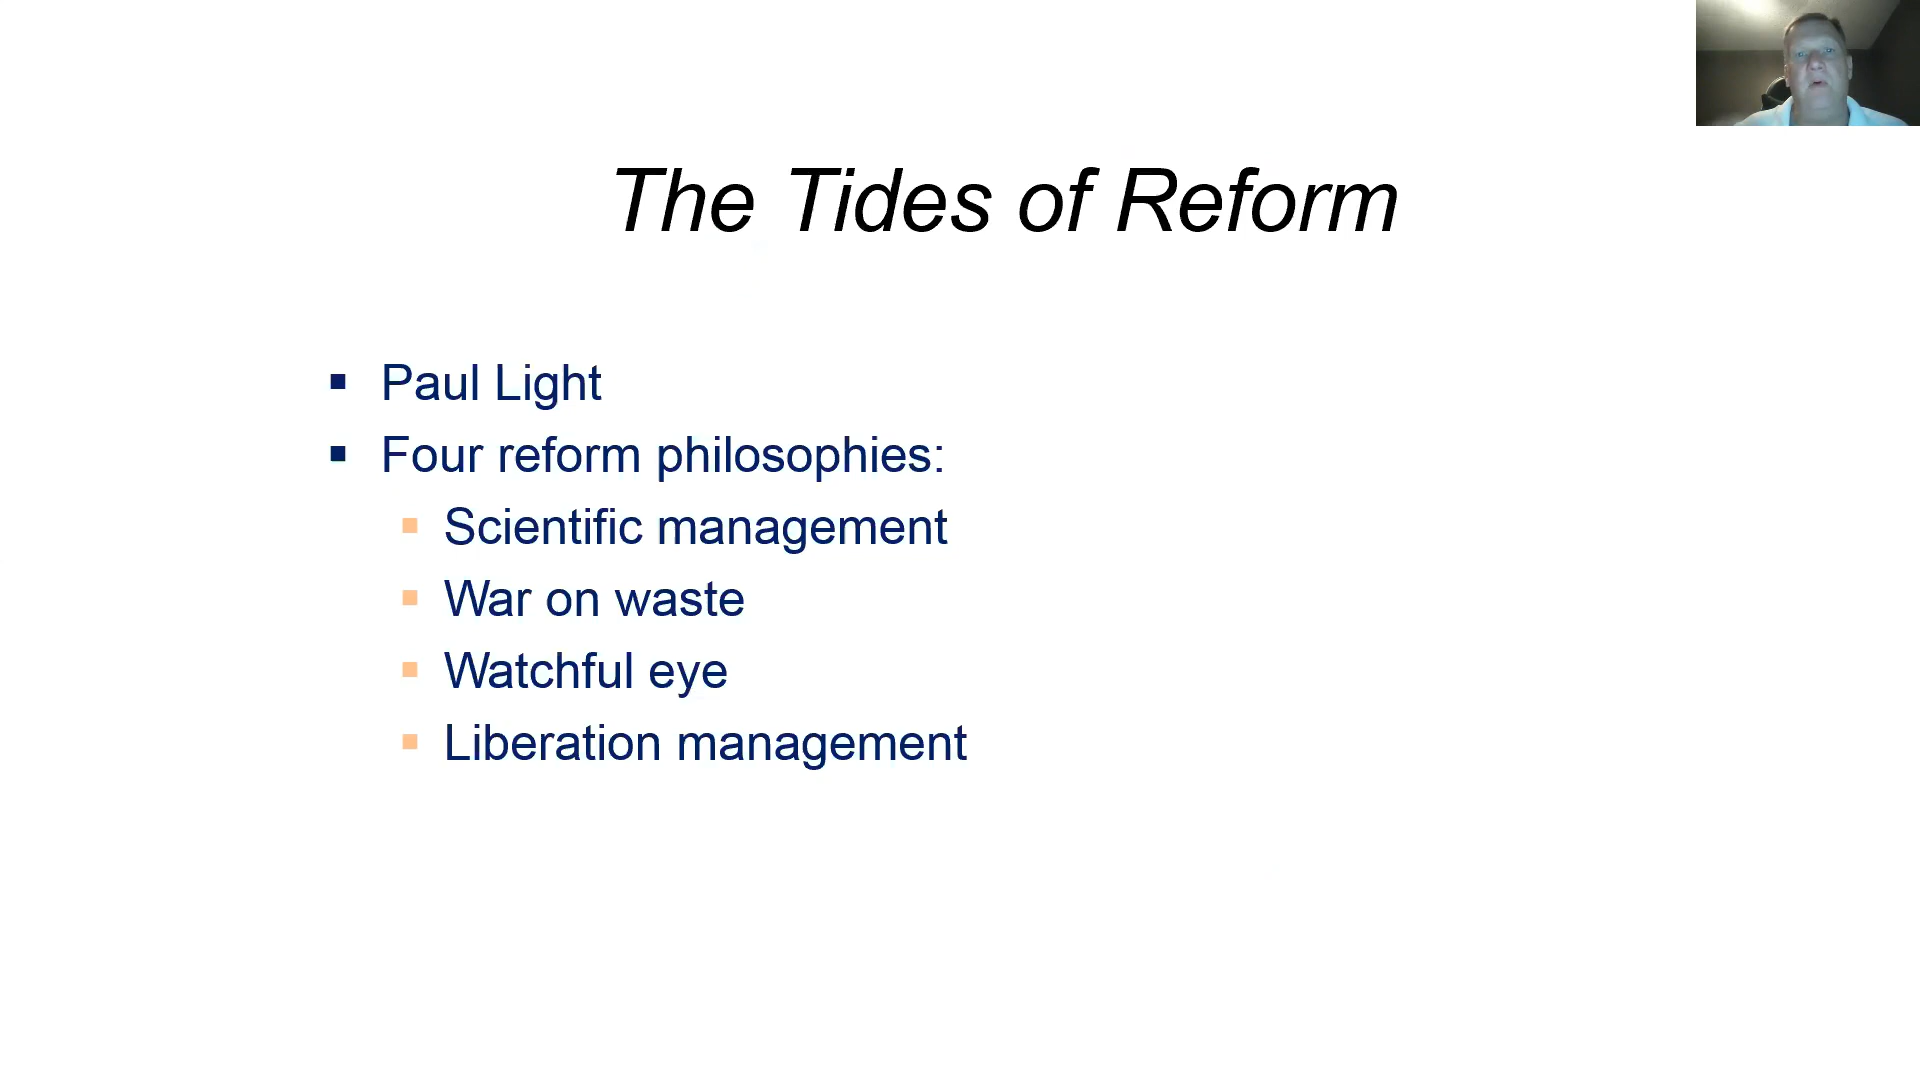 The Tides of Reform
Paul Light
Four reform philosophies:
Scientific management
War on waste
Watchful eye
Liberation management